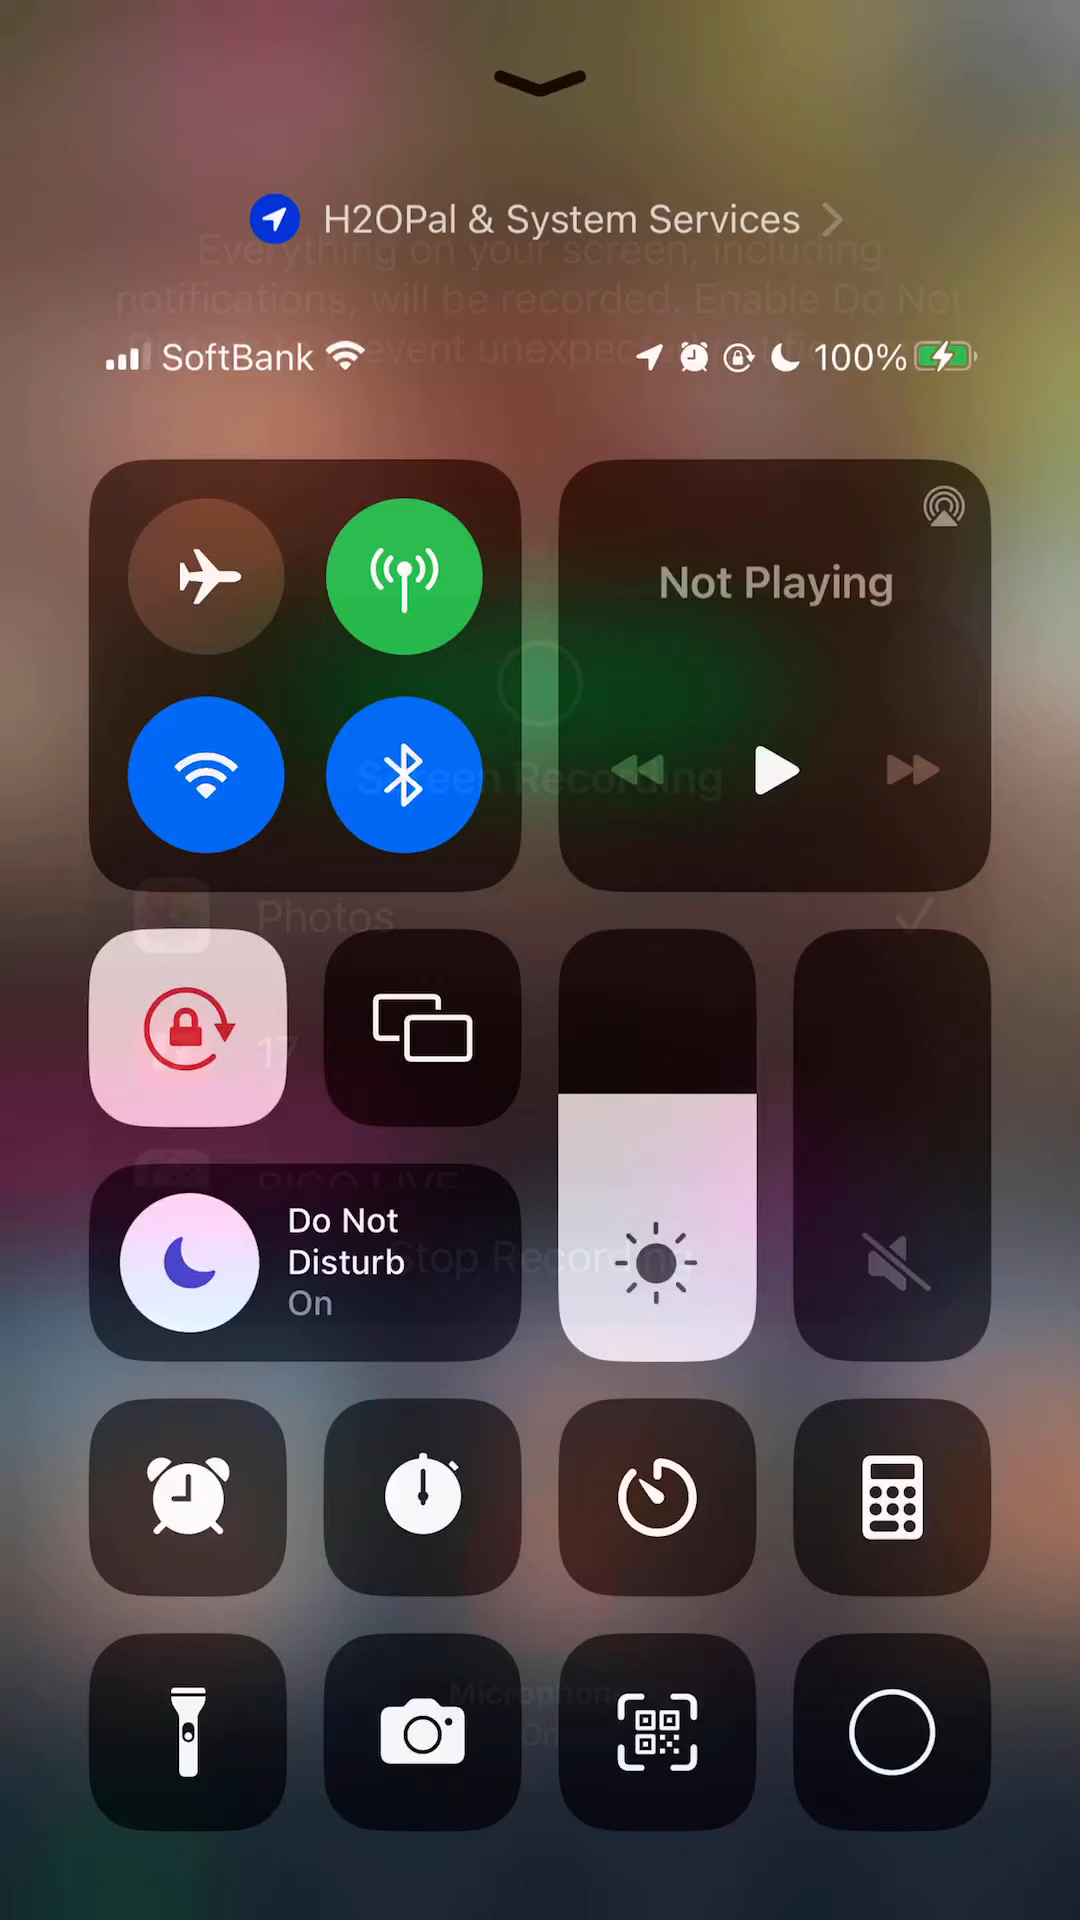 H2OPal & System Services
Everything on your screen, including
notifications, will be recorded. Enable Do Not
SoftBank
100%
Not Playing
Screen Recording
Photos
17
Do Not
Disturb
On
Stop Recording
Microphone
On